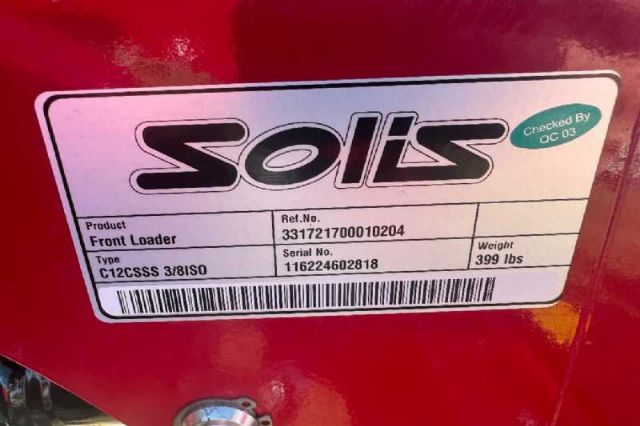 Solis
Checked By
QC 03
Product
Front Loader
Ref.No.
331721700010204
Type
C12CSSS 3/8ISO
Serial No.
116224602818
Weight
399 lbs